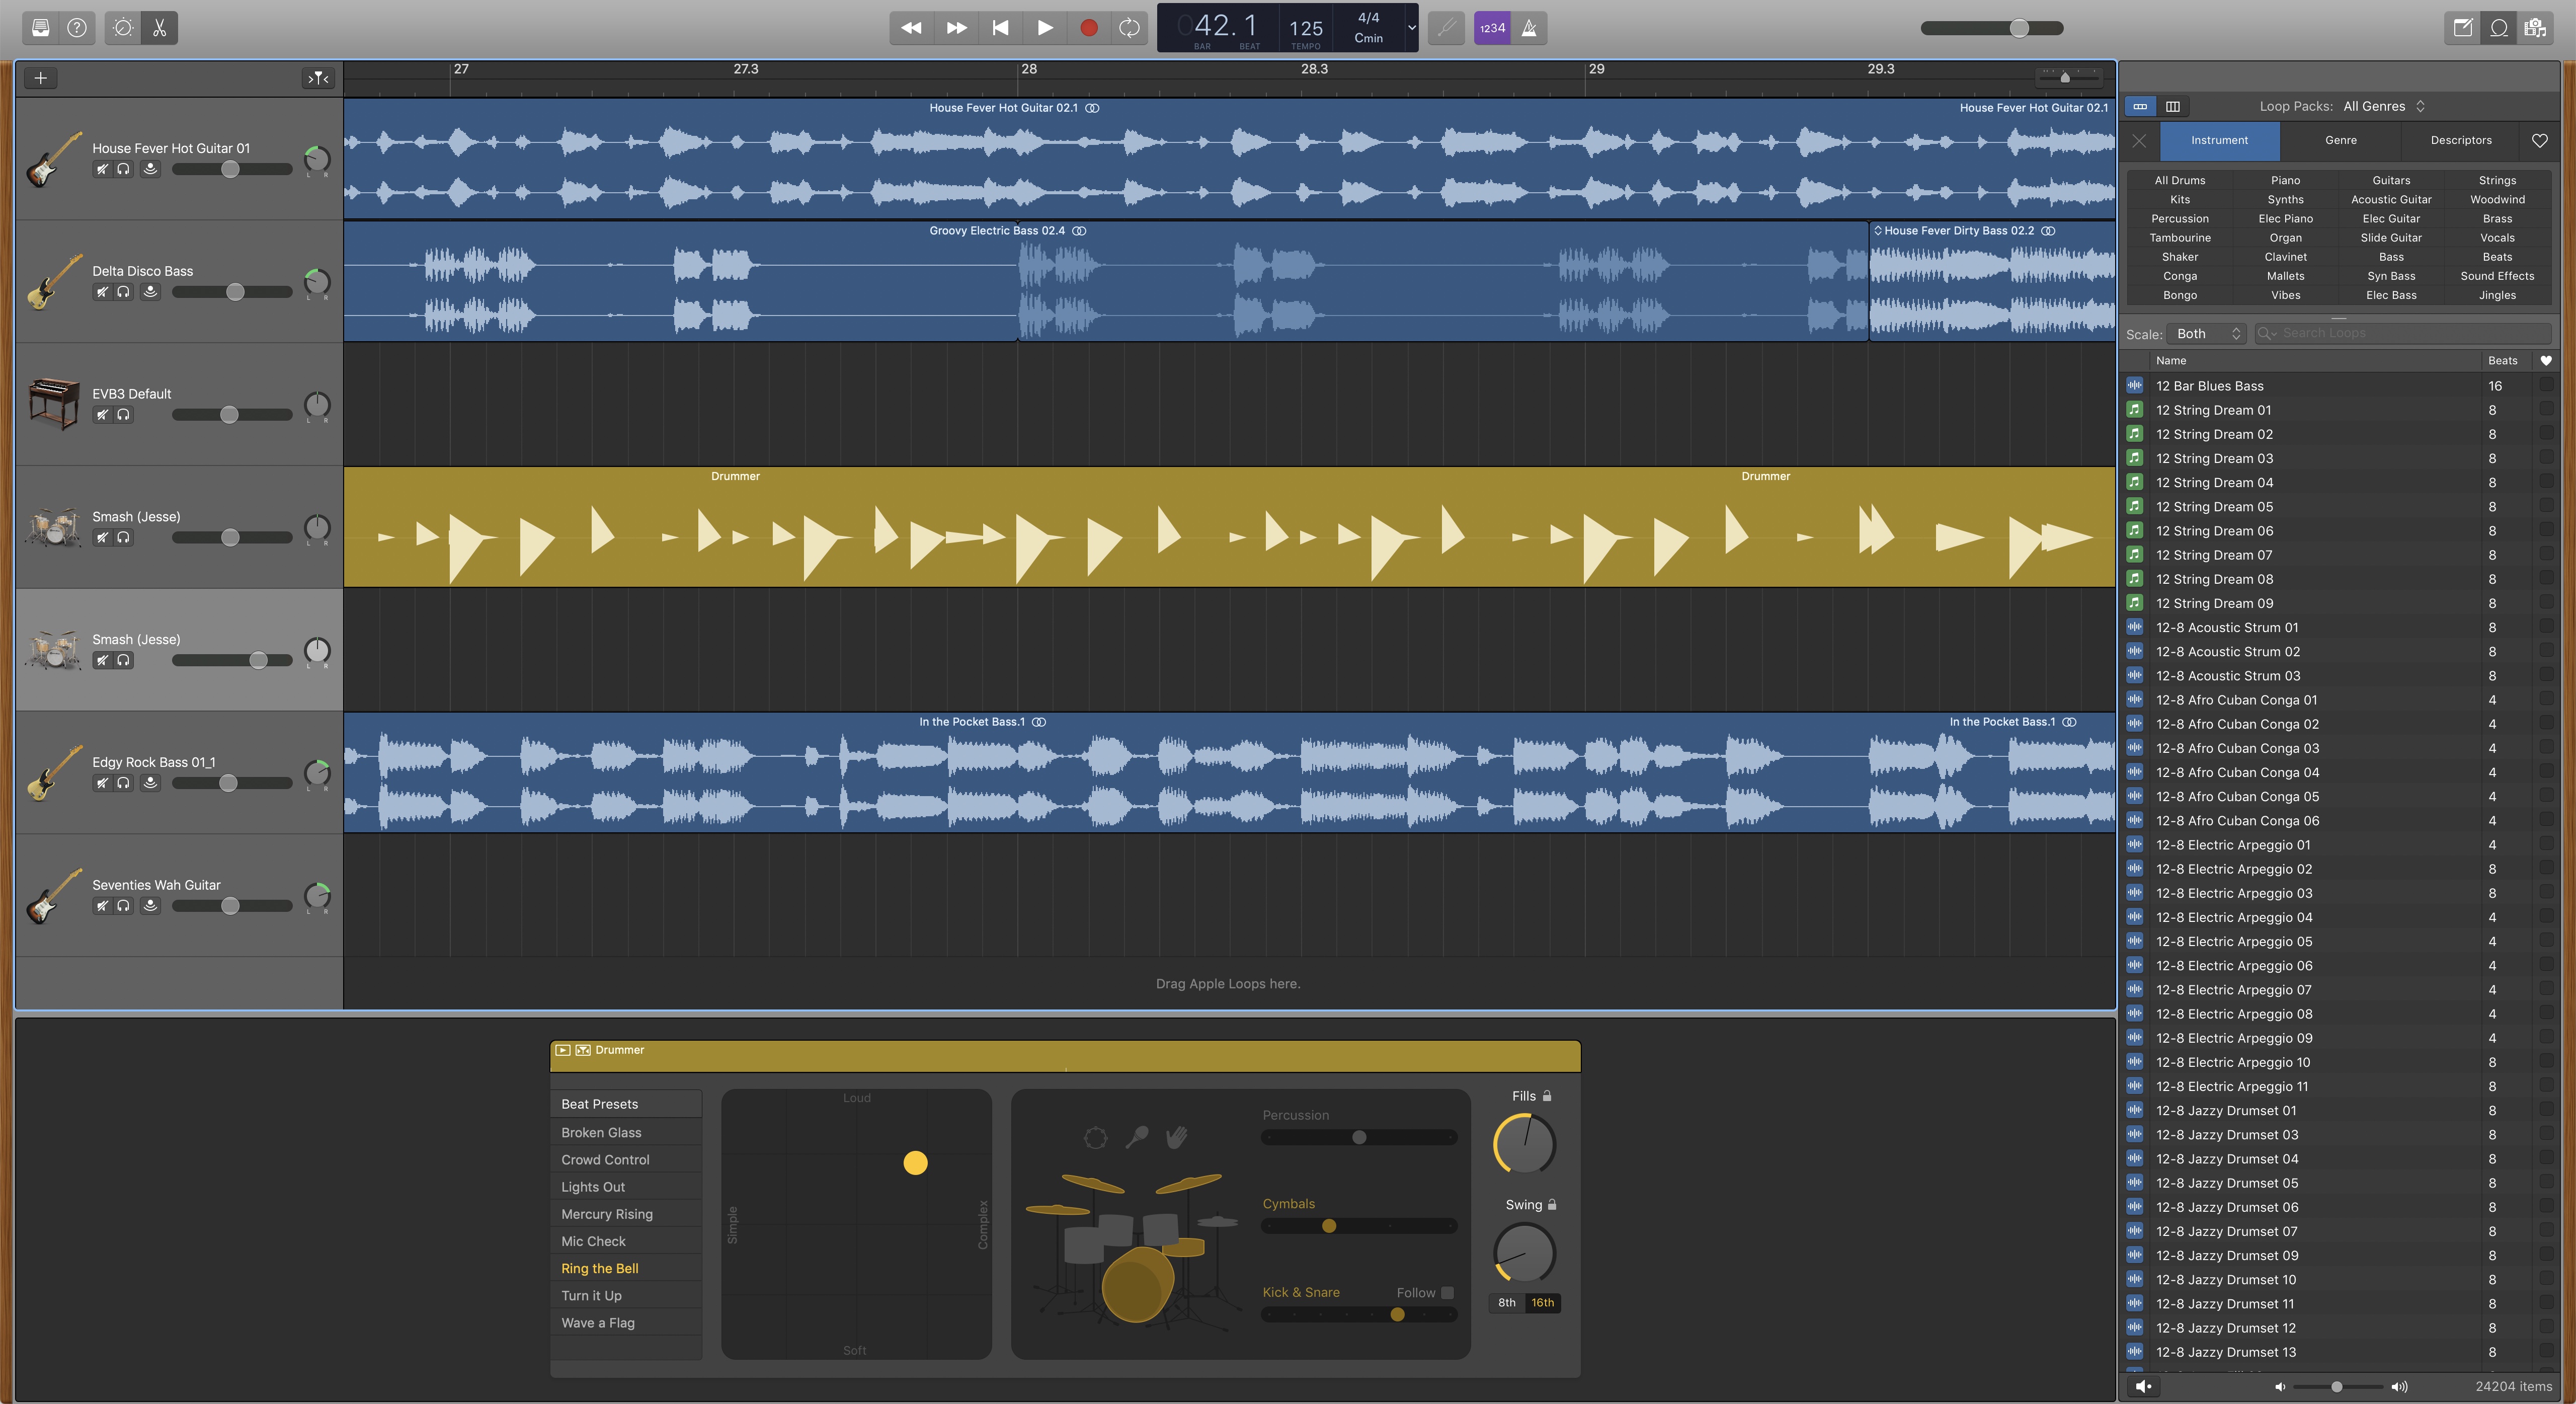 042.1
BAR BEAT
125
TEMPO
4/4
Cmin
1234
27 27.3 28 28.3 29 29.3
House Fever Hot Guitar 01
L R
House Fever Hot Guitar 02.1
House Fever Hot Guitar 02.1
Delta Disco Bass
L R
Groovy Electric Bass 02.4
House Fever Dirty Bass 02.2
EVB3 Default
L R
Smash (Jesse)
L R
Drummer
Drummer
Smash (Jesse)
L R
Edgy Rock Bass 01_1
L R
In the Pocket Bass.1
In the Pocket Bass.1
Seventies Wah Guitar
L R
Drag Apple Loops here.
Drummer
Beat Presets
Broken Glass
Crowd Control
Lights Out
Mercury Rising
Mic Check
Ring the Bell
Turn it Up
Wave a Flag
Loud
Simple
Complex
Soft
Percussion
Cymbals
Kick & Snare
Follow
Fills
Swing
8th 16th
Loop Packs: All Genres
Instrument Genre Descriptors
All Drums Piano Guitars Strings
Kits Synths Acoustic Guitar Woodwind
Percussion Elec Piano Elec Guitar Brass
Tambourine Organ Slide Guitar Vocals
Shaker Clavinet Bass Beats
Conga Mallets Syn Bass Sound Effects
Bongo Vibes Elec Bass Jingles
Scale: Both Search Loops
Name Beats
12 Bar Blues Bass 16
12 String Dream 01 8
12 String Dream 02 8
12 String Dream 03 8
12 String Dream 04 8
12 String Dream 05 8
12 String Dream 06 8
12 String Dream 07 8
12 String Dream 08 8
12 String Dream 09 8
12-8 Acoustic Strum 01 8
12-8 Acoustic Strum 02 8
12-8 Acoustic Strum 03 8
12-8 Afro Cuban Conga 01 4
12-8 Afro Cuban Conga 02 4
12-8 Afro Cuban Conga 03 4
12-8 Afro Cuban Conga 04 4
12-8 Afro Cuban Conga 05 4
12-8 Afro Cuban Conga 06 4
12-8 Electric Arpeggio 01 4
12-8 Electric Arpeggio 02 8
12-8 Electric Arpeggio 03 8
12-8 Electric Arpeggio 04 4
12-8 Electric Arpeggio 05 4
12-8 Electric Arpeggio 06 4
12-8 Electric Arpeggio 07 4
12-8 Electric Arpeggio 08 4
12-8 Electric Arpeggio 09 4
12-8 Electric Arpeggio 10 8
12-8 Electric Arpeggio 11 8
12-8 Jazzy Drumset 01 8
12-8 Jazzy Drumset 03 8
12-8 Jazzy Drumset 04 8
12-8 Jazzy Drumset 05 8
12-8 Jazzy Drumset 06 8
12-8 Jazzy Drumset 07 8
12-8 Jazzy Drumset 09 8
12-8 Jazzy Drumset 10 8
12-8 Jazzy Drumset 11 8
12-8 Jazzy Drumset 12 8
12-8 Jazzy Drumset 13 8
24204 items